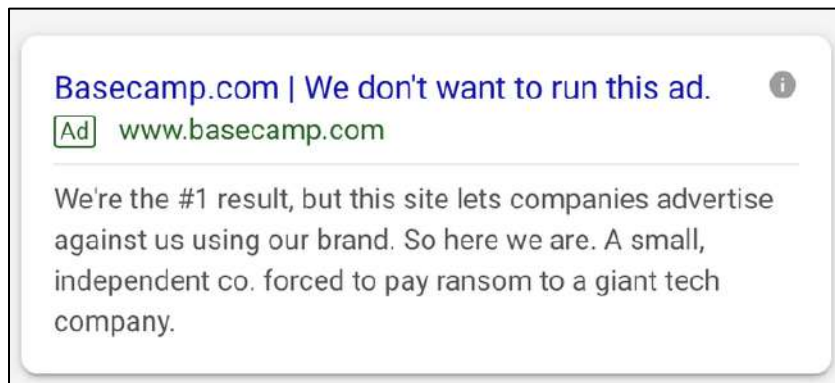 Basecamp.com | We don't want to run this ad.
Ad www.basecamp.com
We're the #1 result, but this site lets companies advertise
against us using our brand. So here we are. A small,
independent co. forced to pay ransom to a giant tech
company.